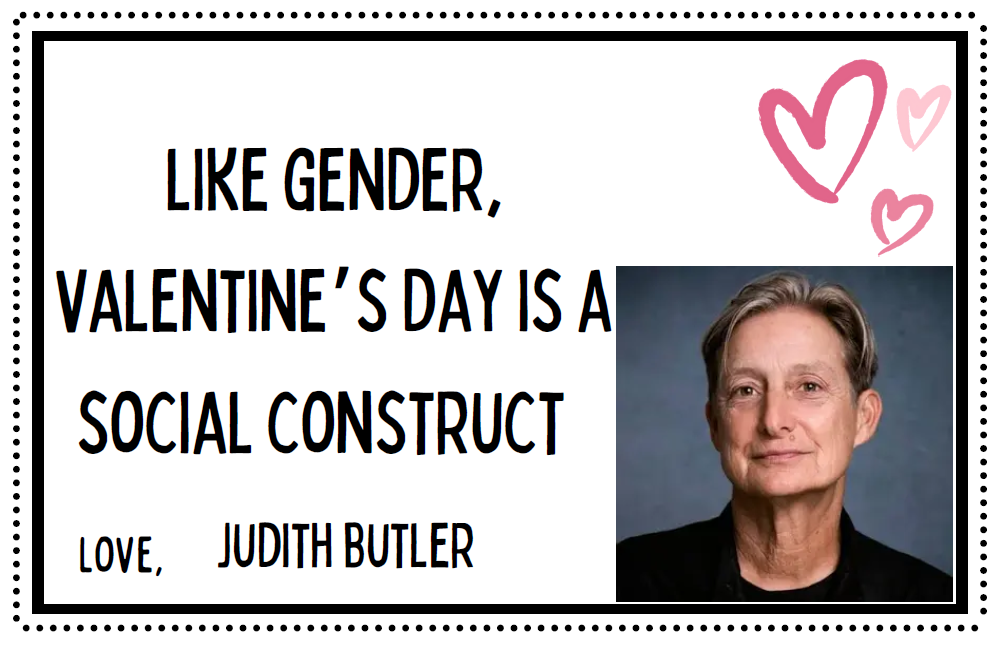 LIKE GENDER,
VALENTINE'S DAY IS A
SOCIAL CONSTRUCT
LOVE, JUDITH BUTLER